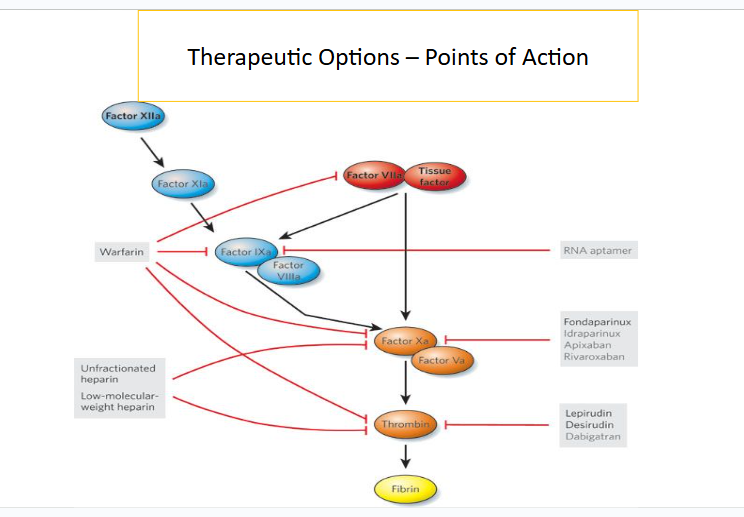 Therapeutic Options – Points of Action
Factor XIIa
Factor XIa
Factor VIIa
Tissue
factor
Warfarin
Factor IXa
Factor
VIIIa
RNA aptamer
Fondaparinux
Idraparinux
Apixaban
Rivaroxaban
Factor Xa
Factor Va
Unfractionated
heparin
Low-molecular-
weight heparin
Thrombin
Lepirudin
Desirudin
Dabigatran
Fibrin